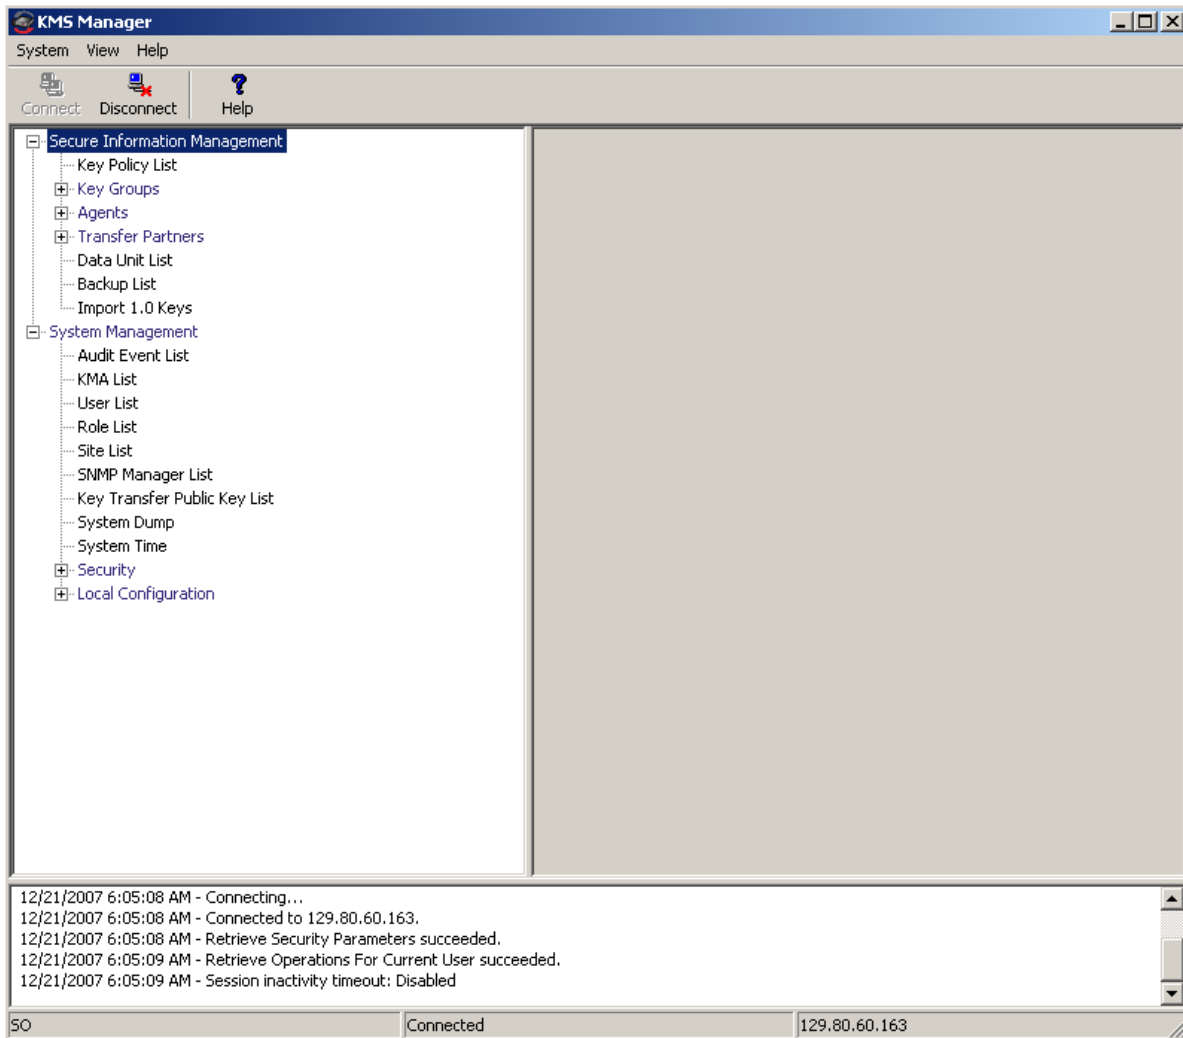 KMS Manager
System View Help
Connect Disconnect Help
Secure Information Management
Key Policy List
Key Groups
Agents
Transfer Partners
Data Unit List
Backup List
Import 1.0 Keys
System Management
Audit Event List
KMA List
User List
Role List
Site List
SNMP Manager List
Key Transfer Public Key List
System Dump
System Time
Security
Local Configuration
12/21/2007 6:05:08 AM - Connecting...
12/21/2007 6:05:08 AM - Connected to 129.80.60.163.
12/21/2007 6:05:08 AM - Retrieve Security Parameters succeeded.
12/21/2007 6:05:09 AM - Retrieve Operations For Current User succeeded.
12/21/2007 6:05:09 AM - Session inactivity timeout: Disabled
SO Connected 129.80.60.163